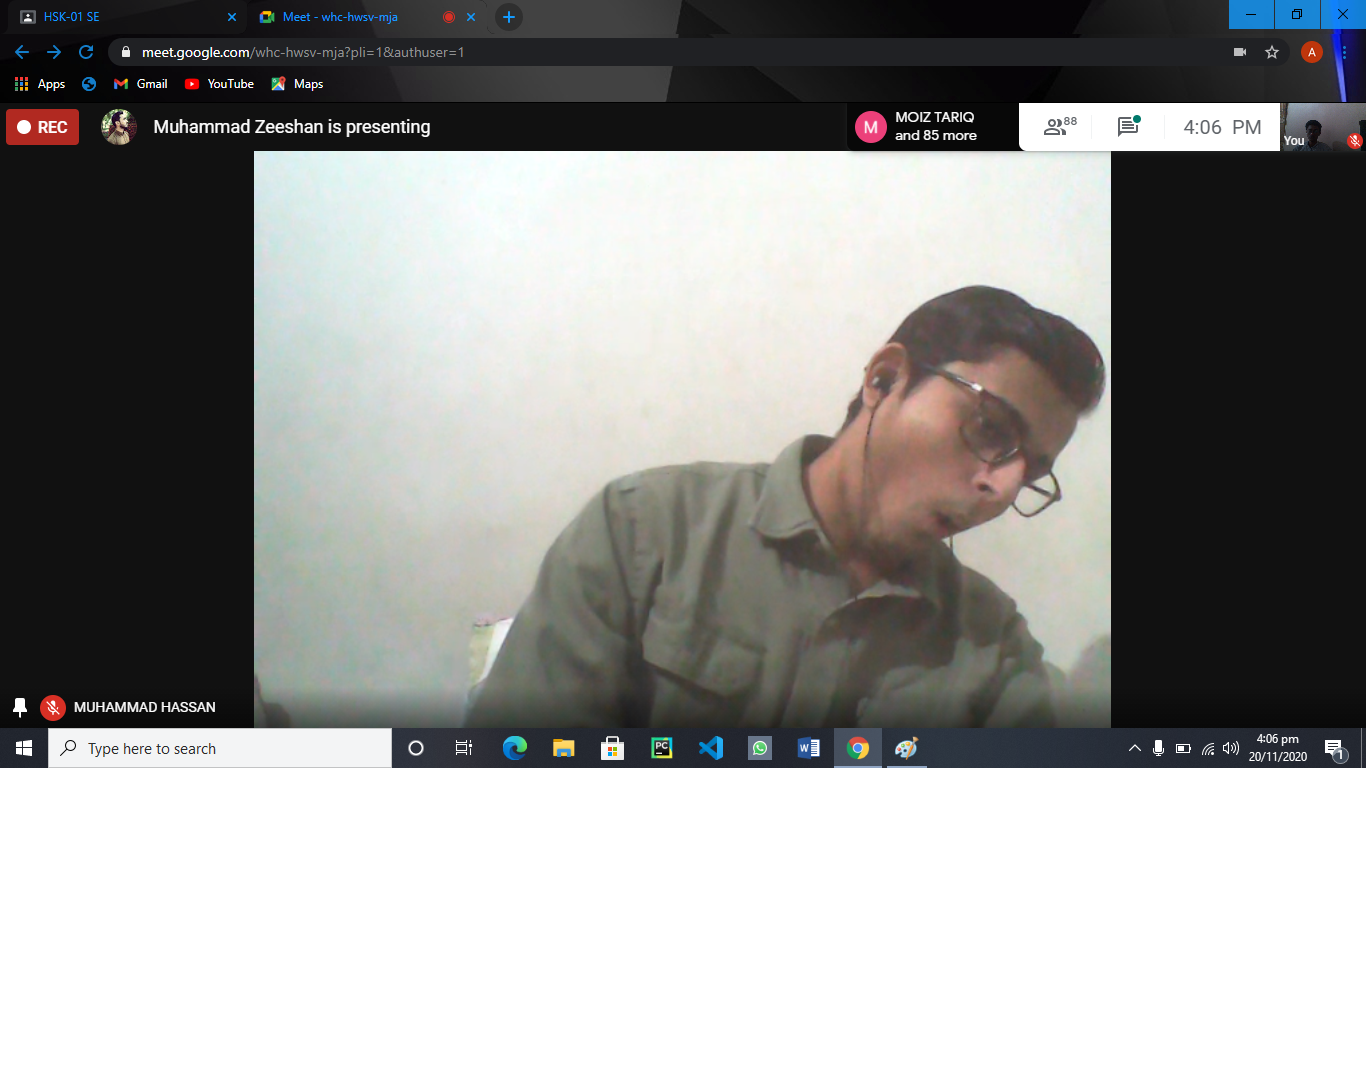 HSK-01 SE
Meet - whc-hwsv-mja
meet.google.com/whc-hwsv-mja?pli=1&authuser=1
A
Apps
Gmail
YouTube
Maps
REC
Muhammad Zeeshan is presenting
M
MOIZ TARIQ
and 85 more
88
4:06 PM
You
MUHAMMAD HASSAN
Type here to search
PC
W
4:06 pm
20/11/2020
1